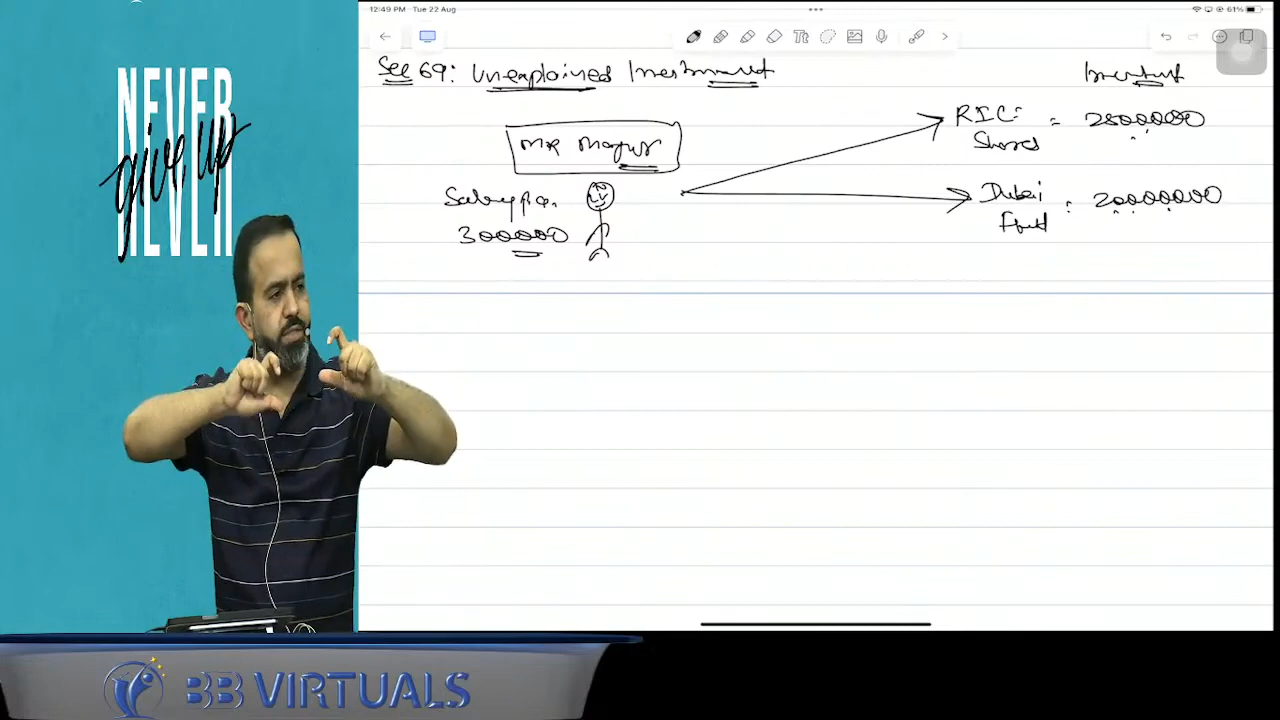 12:49 PM Tue 22 Aug
61%
NEVER
give up
NEVER
Sec 69: Unexplained Investment
Investment
Mr Mayur
RIL
Shares = 2500000
Salary p.a.
300000
Dubai
Flat : 20000000
BB VIRTUALS